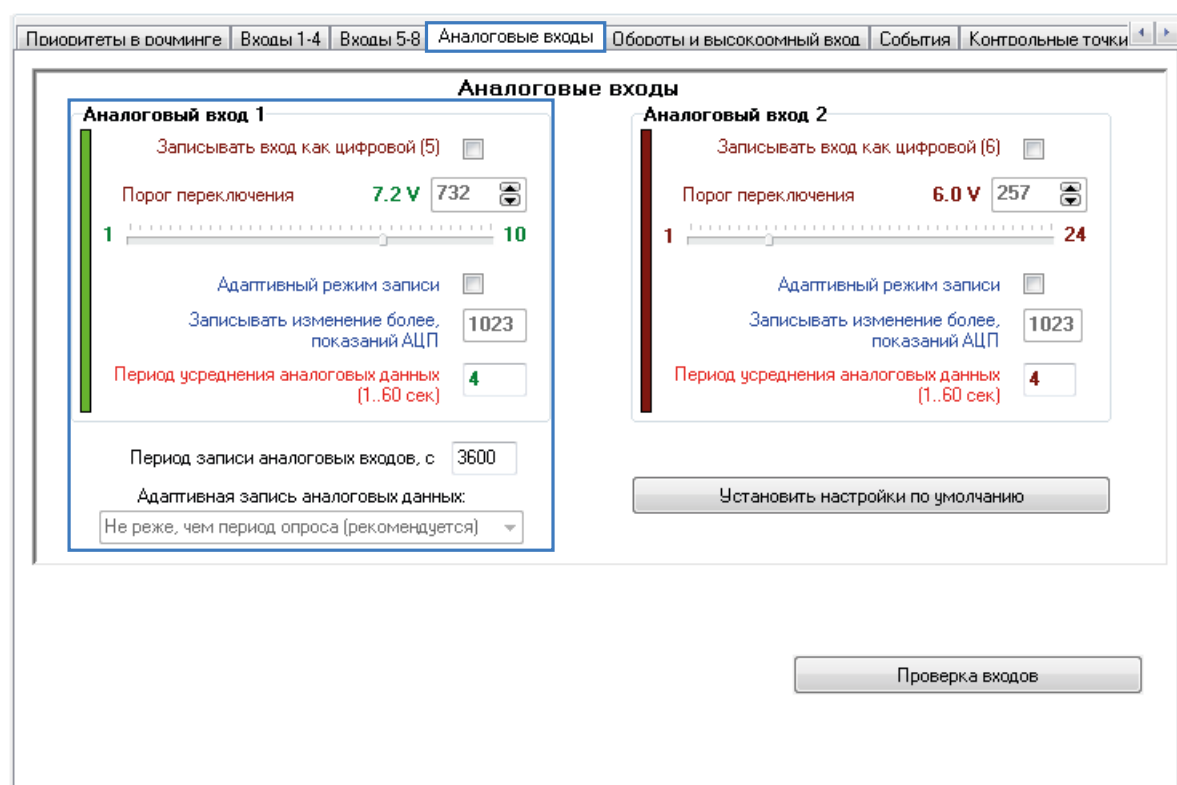 Приоритеты в роуминге Входы 1-4 Входы 5-8 Аналоговые входы Обороты и высокоомный вход События Контрольные точки
Аналоговые входы
Аналоговый вход 1
Записывать вход как цифровой (5)
Порог переключения 7.2 V 732
1 10
Адаптивный режим записи
Записывать изменение более,
показаний АЦП 1023
Период усреднения аналоговых данных
(1..60 сек) 4
Период записи аналоговых входов, с 3600
Адаптивная запись аналоговых данных:
Не реже, чем период опроса (рекомендуется)
Аналоговый вход 2
Записывать вход как цифровой (6)
Порог переключения 6.0 V 257
1 24
Адаптивный режим записи
Записывать изменение более,
показаний АЦП 1023
Период усреднения аналоговых данных
(1..60 сек) 4
Установить настройки по умолчанию
Проверка входов